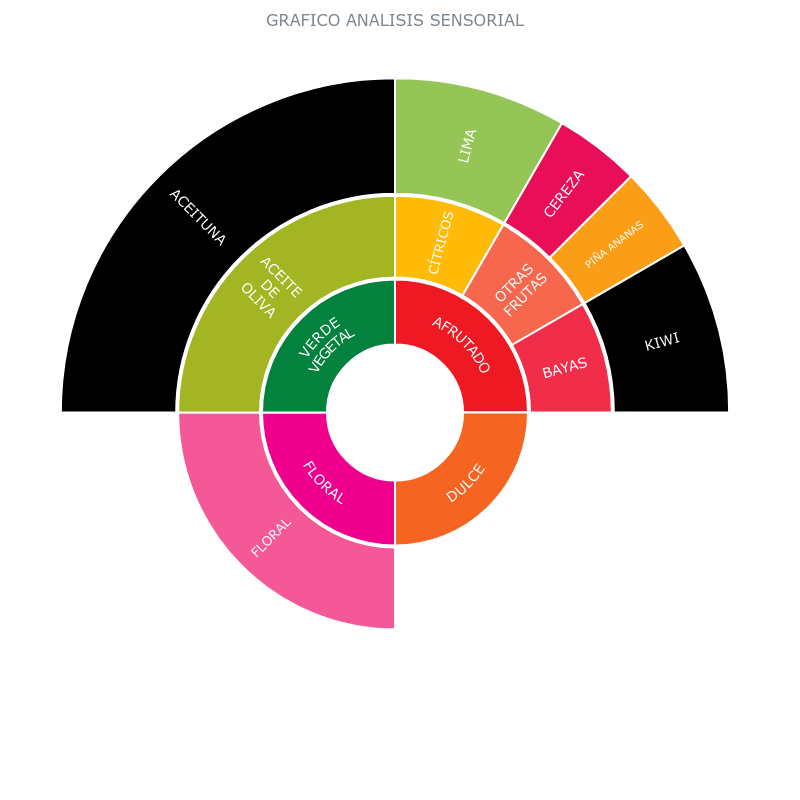 GRAFICO ANALISIS SENSORIAL
LIMA
CEREZA
PIÑA ANANAS
KIWI
ACEITUNA
CÍTRICOS
OTRAS
FRUTAS
BAYAS
ACEITE
DE
OLIVA
AFRUTADO
VERDE
VEGETAL
DULCE
FLORAL
FLORAL